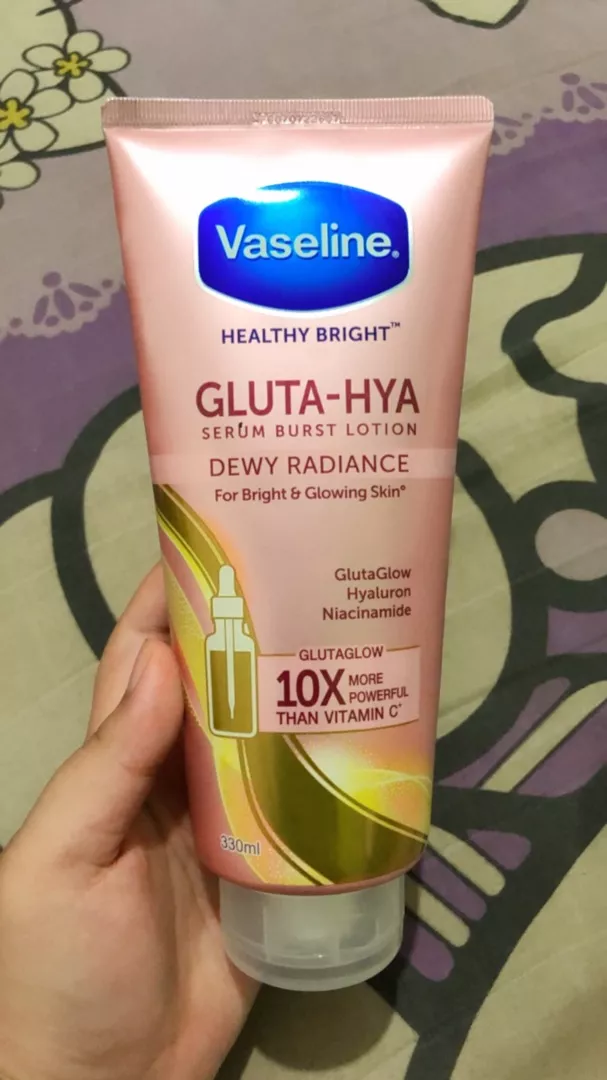 Vaseline.
HEALTHY BRIGHT™
GLUTA-HYA
SERUM BURST LOTION
DEWY RADIANCE
For Bright & Glowing Skin°
GlutaGlow
Hyaluron
Niacinamide
GLUTAGLOW
10X MORE
POWERFUL
THAN VITAMIN C*
330ml